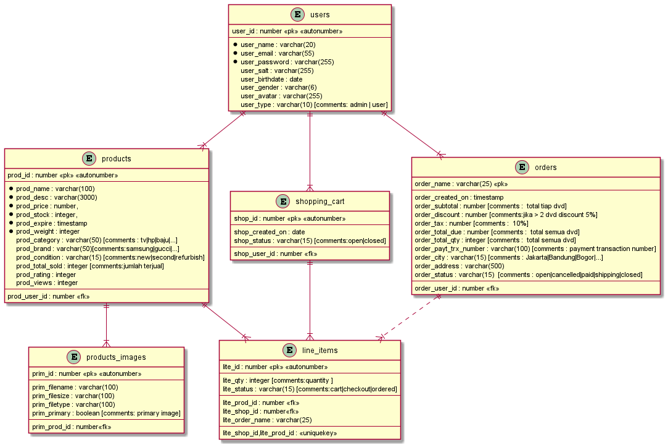 E users
user_id : number «pk» «autonumber»
user_name : varchar(20)
user_email : varchar(55)
user_password : varchar(255)
user_salt : varchar(255)
user_birthdate : date
user_gender : varchar(6)
user_avatar : varchar(255)
user_type : varchar(10) [comments: admin | user]
E products
prod_id : number «pk» «autonumber»
prod_name : varchar(100)
prod_desc : varchar(3000)
prod_price : number,
prod_stock : integer,
prod_expire : timestamp
prod_weight : integer
prod_category : varchar(50) [comments : tv|hp|baju|...]
prod_brand : varchar(50)[comments:samsung|gucci|...]
prod_condition : varchar(15) [comments:new|second|refurbish]
prod_total_sold : integer [comments:jumlah terjual]
prod_rating : integer
prod_views : integer
prod_user_id : number «fk»
E shopping_cart
shop_id : number «pk» «autonumber»
shop_created_on : date
shop_status : varchar(15) [comments:open|closed]
shop_user_id : number «fk»
E orders
order_name : varchar(25) «pk»
order_created_on : timestamp
order_subtotal : number [comments : total tiap dvd]
order_discount : number [comments:jika > 2 dvd discount 5%]
order_tax : number [comments : 10%]
order_total_due : number [comments : total semua dvd]
order_total_qty : integer [comments : total semua dvd]
order_payt_trx_number : varchar(100) [comments : payment transaction number]
order_city : varchar(15) [comments : Jakarta|Bandung|Bogor|...]
order_address : varchar(500)
order_status : varchar(15) [comments : open|cancelled|paid|shipping|closed]
order_user_id : number «fk»
E products_images
prim_id : number «pk» «autonumber»
prim_filename : varchar(100)
prim_filesize : varchar(100)
prim_filetype : varchar(100)
prim_primary : boolean [comments: primary image]
prim_prod_id : number«fk»
E line_items
lite_id : number «pk» «autonumber»
lite_qty : integer [comments:quantity ]
lite_status : varchar(15) [comments:cart|checkout|ordered]
lite_prod_id : number «fk»
lite_shop_id : number «fk»
lite_order_name : varchar(25)
lite_shop_id,lite_prod_id : «uniquekey»